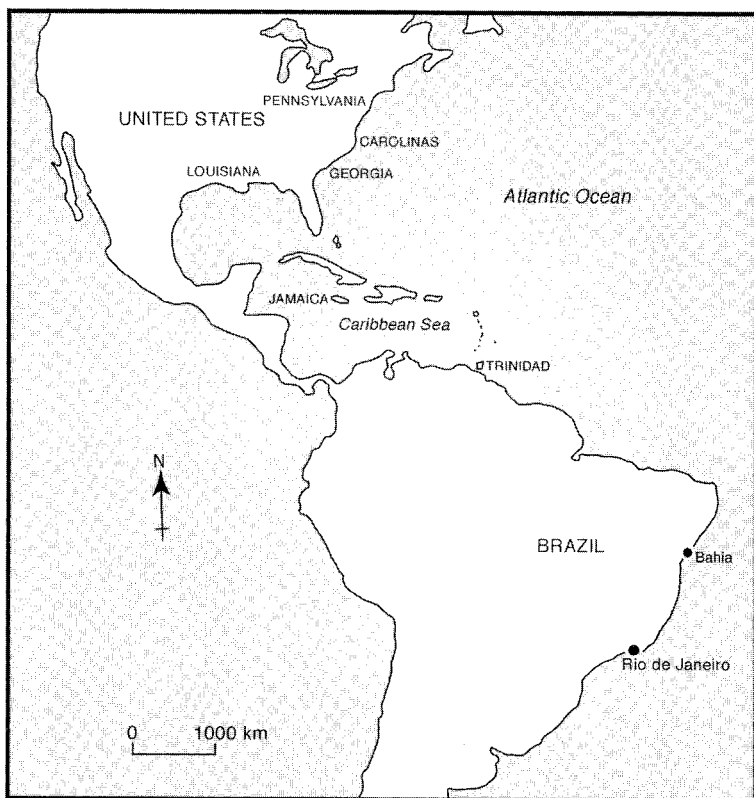 PENNSYLVANIA
UNITED STATES
CAROLINAS
LOUISIANA
GEORGIA
Atlantic Ocean
JAMAICA
Caribbean Sea
TRINIDAD
N
BRAZIL
Bahia
Rio de Janeiro
0 1000 km